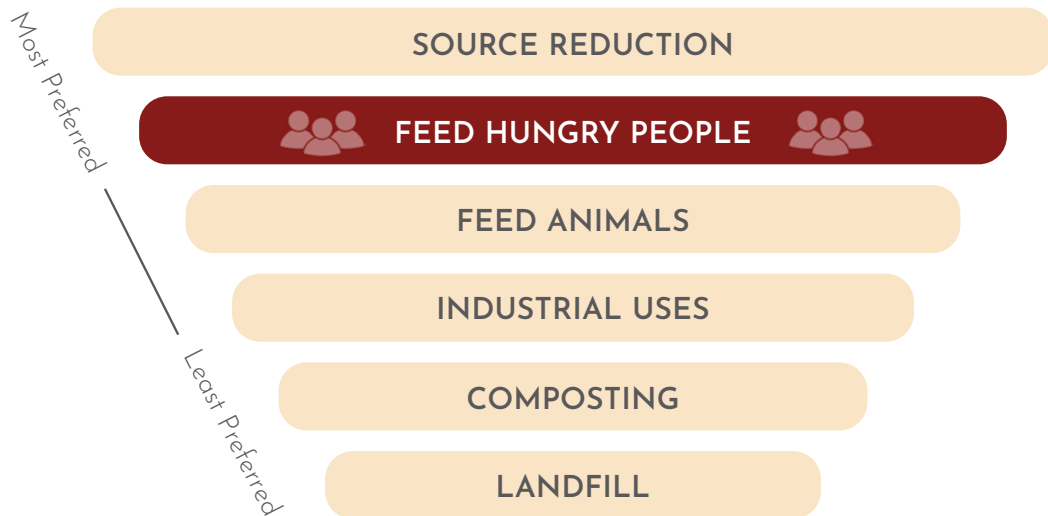 Most Preferred
SOURCE REDUCTION
FEED HUNGRY PEOPLE
FEED ANIMALS
INDUSTRIAL USES
COMPOSTING
LANDFILL
Least Preferred